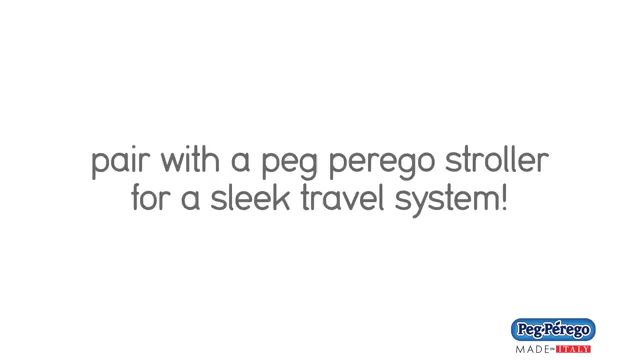 pair with a peg perego stroller
for a sleek travel system!
Peg-Pérego
MADE IN ITALY